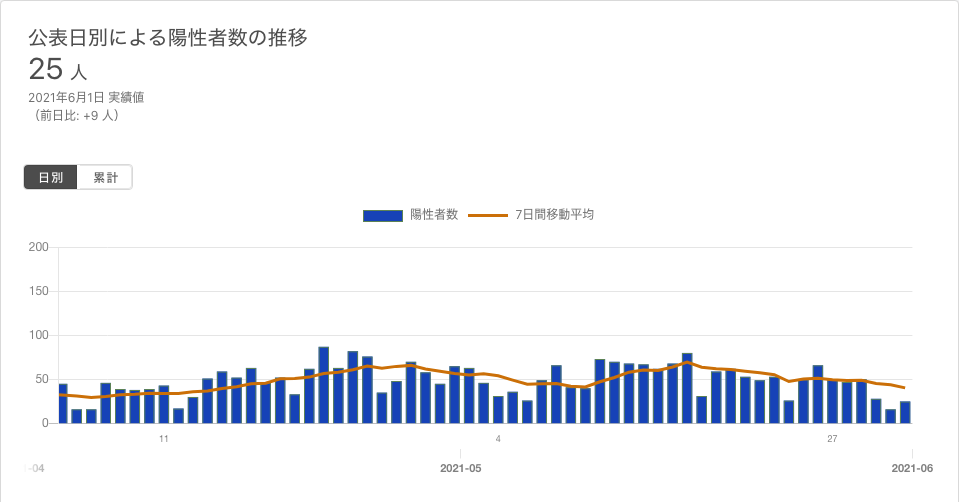 公表日別による陽性者数の推移
25 人
2021年6月1日 実績値
（前日比: +9 人）
日別 累計
陽性者数 7日間移動平均
200
150
100
50
0
11 4 27
-04 2021-05 2021-06